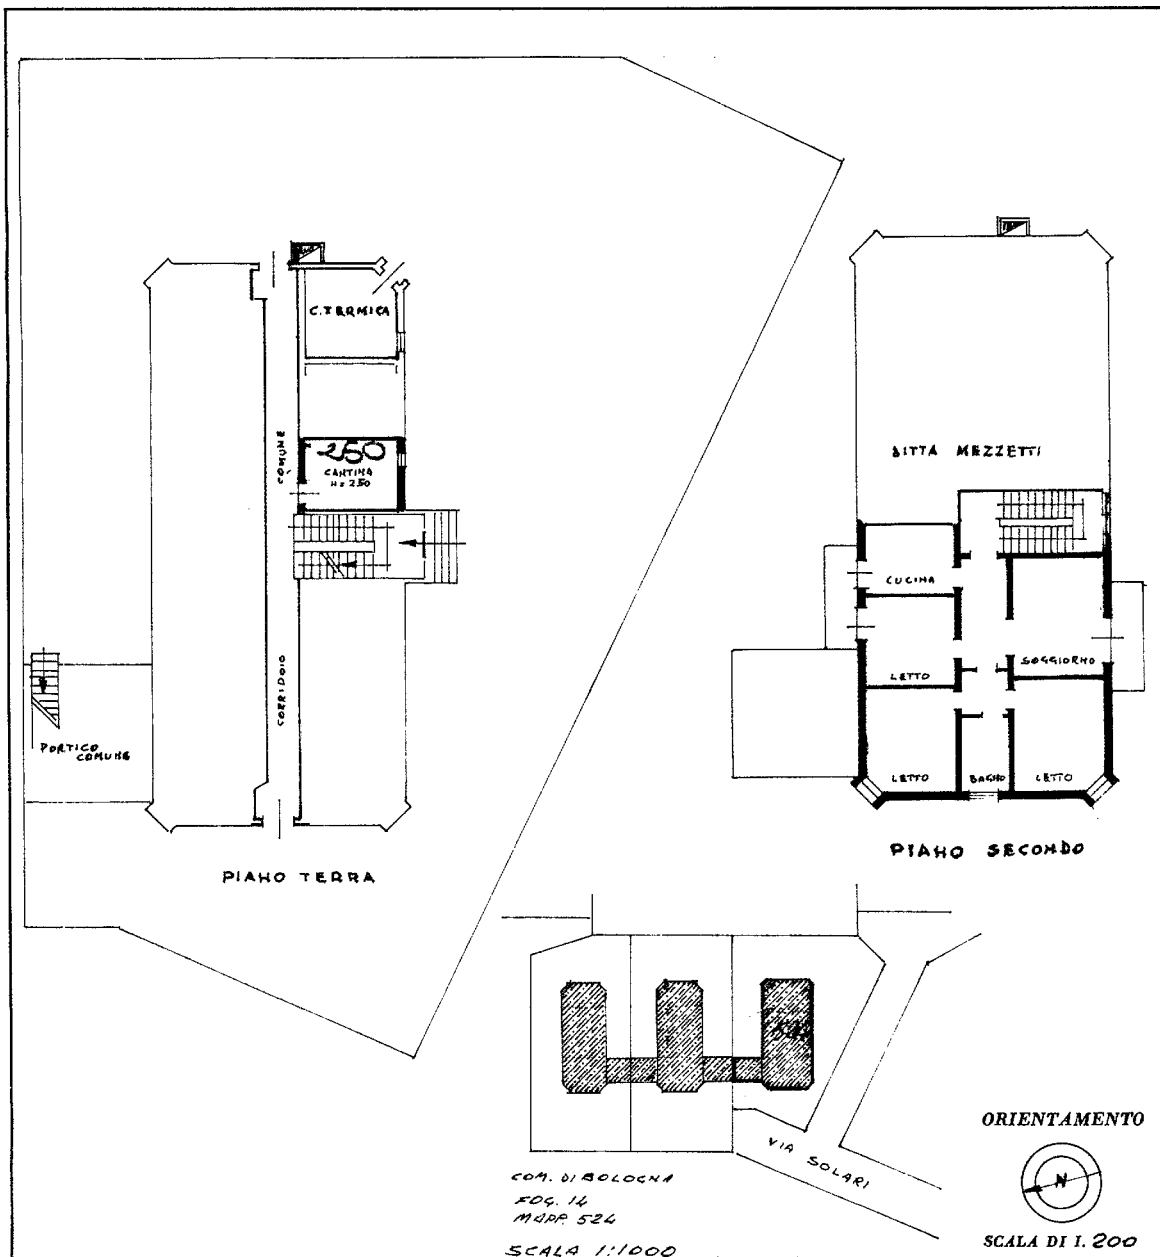 C. TERMICA
COMUNE
250
CANTINA
H = 250
CORRIDOIO
PORTICO
COMUNE
PIANO TERRA
DITTA MEZZETTI
CUCINA
LETTO
SOGGIORNO
LETTO
BAGNO
LETTO
PIANO SECONDO
VIA SOLARI
COM. DI BOLOGNA
FOG. 14
MAPP. 524
SCALA 1:1000
ORIENTAMENTO
N
SCALA DI 1. 200